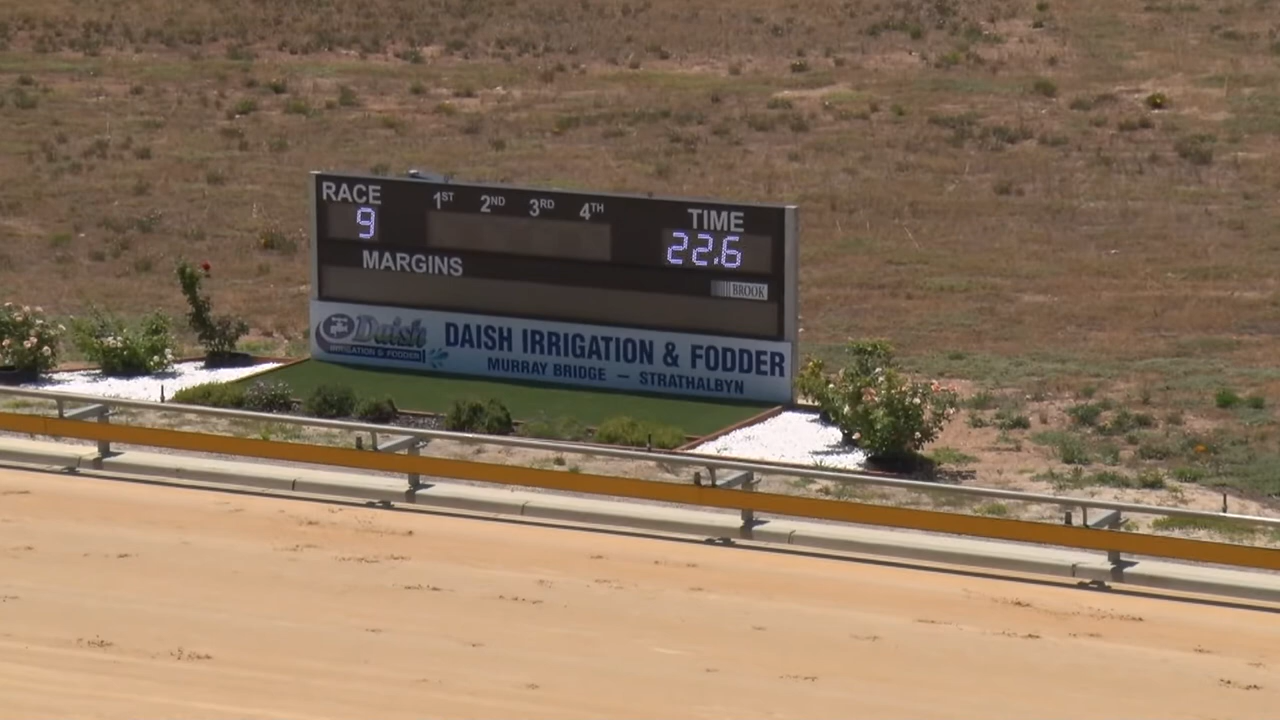 RACE 1ST 2ND 3RD 4TH TIME
9 22.6
MARGINS
BROOK
Daish
IRRIGATION & FODDER
DAISH IRRIGATION & FODDER
MURRAY BRIDGE — STRATHALBYN